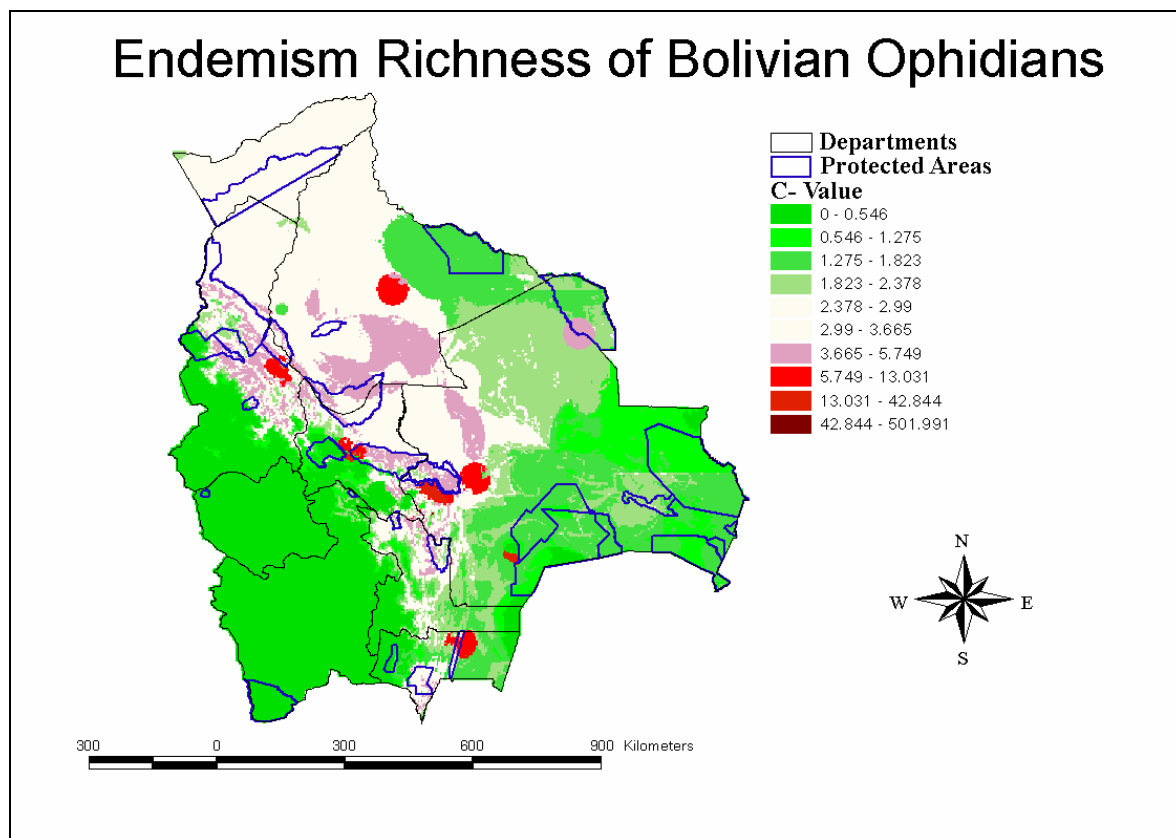 Endemism Richness of Bolivian Ophidians
Departments
Protected Areas
C- Value
0 - 0.546
0.546 - 1.275
1.275 - 1.823
1.823 - 2.378
2.378 - 2.99
2.99 - 3.665
3.665 - 5.749
5.749 - 13.031
13.031 - 42.844
42.844 - 501.991
N
W E
S
300 0 300 600 900 Kilometers